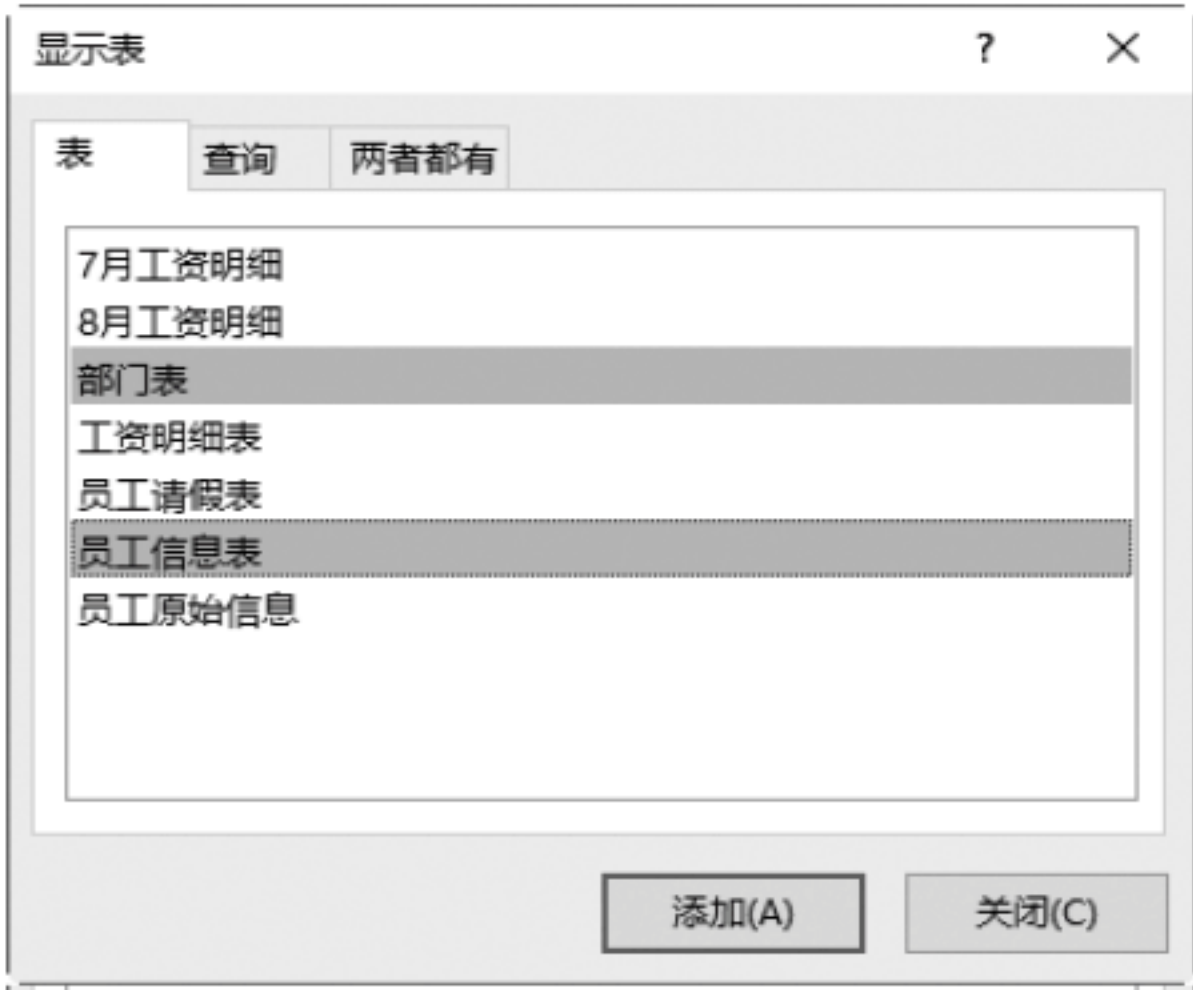 显示表
?
表 查询 两者都有
7月工资明细
8月工资明细
部门表
工资明细表
员工请假表
员工信息表
员工原始信息
添加(A) 关闭(C)